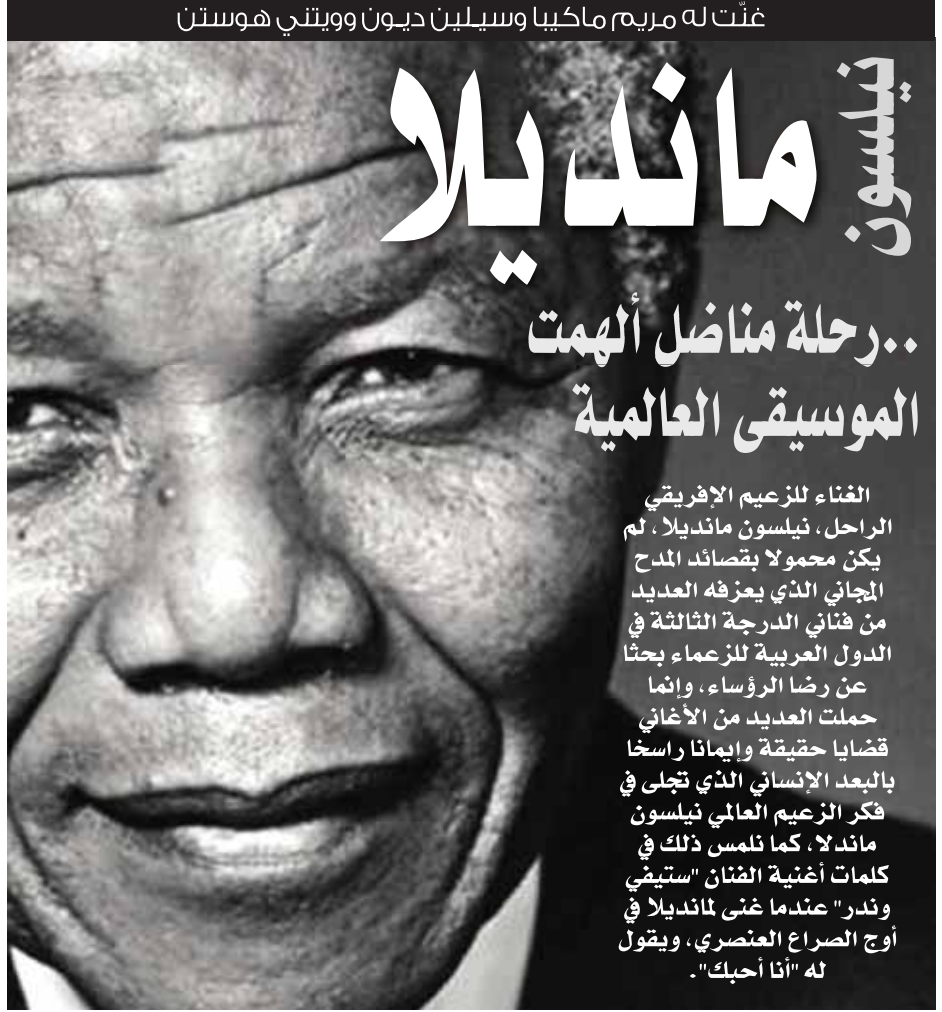 غنّت له مريم ماكيبا وسيلين ديون وويتني هوستن
نيلسون
مانديلا
..رحلة مناضل ألهمت
الموسيقى العالمية
الغناء للزعيم الإفريقي
الراحل، نيلسون مانديلا، لم
يكن محمولا بقصائد المدح
المجاني الذي يعزفه العديد
من فناني الدرجة الثالثة في
الدول العربية للزعماء بحثا
عن رضا الرؤساء، وإنما
حملت العديد من الأغاني
قضايا حقيقة وإيمانا راسخا
بالبعد الإنساني الذي تجلى في
فكر الزعيم العالمي نيلسون
ماندلا، كما نلمس ذلك في
كلمات أغنية الفنان "ستيفي
وندر" عندما غنى لمانديلا في
أوج الصراع العنصري، ويقول
له "أنا أحبك".